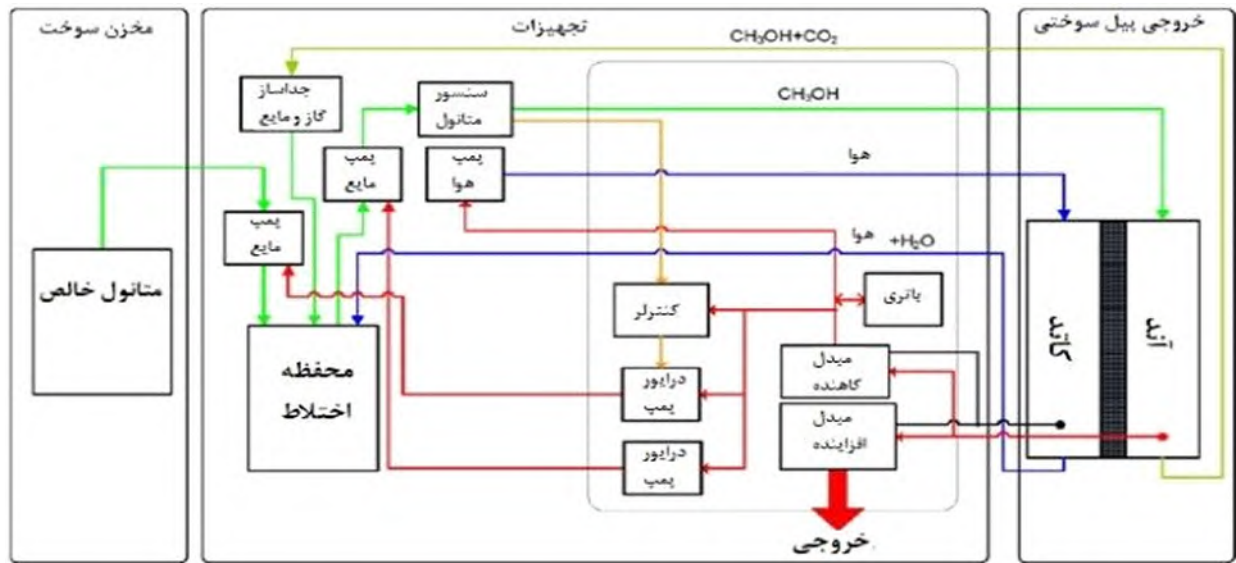 خروجی پیل سوختی
تجهیزات
مخزن سوخت
CH₃OH+CO₂
جداساز
گاز و مایع
سنسور
متانول
CH₃OH
پمپ
مایع
پمپ
هوا
هوا
پمپ
مایع
هوا
+H₂O
متانول خالص
باتری
کنترلر
آند
کاتد
محفظه
اختلاط
مبدل
کاهنده
درایور
پمپ
مبدل
افزاینده
درایور
پمپ
خروجی